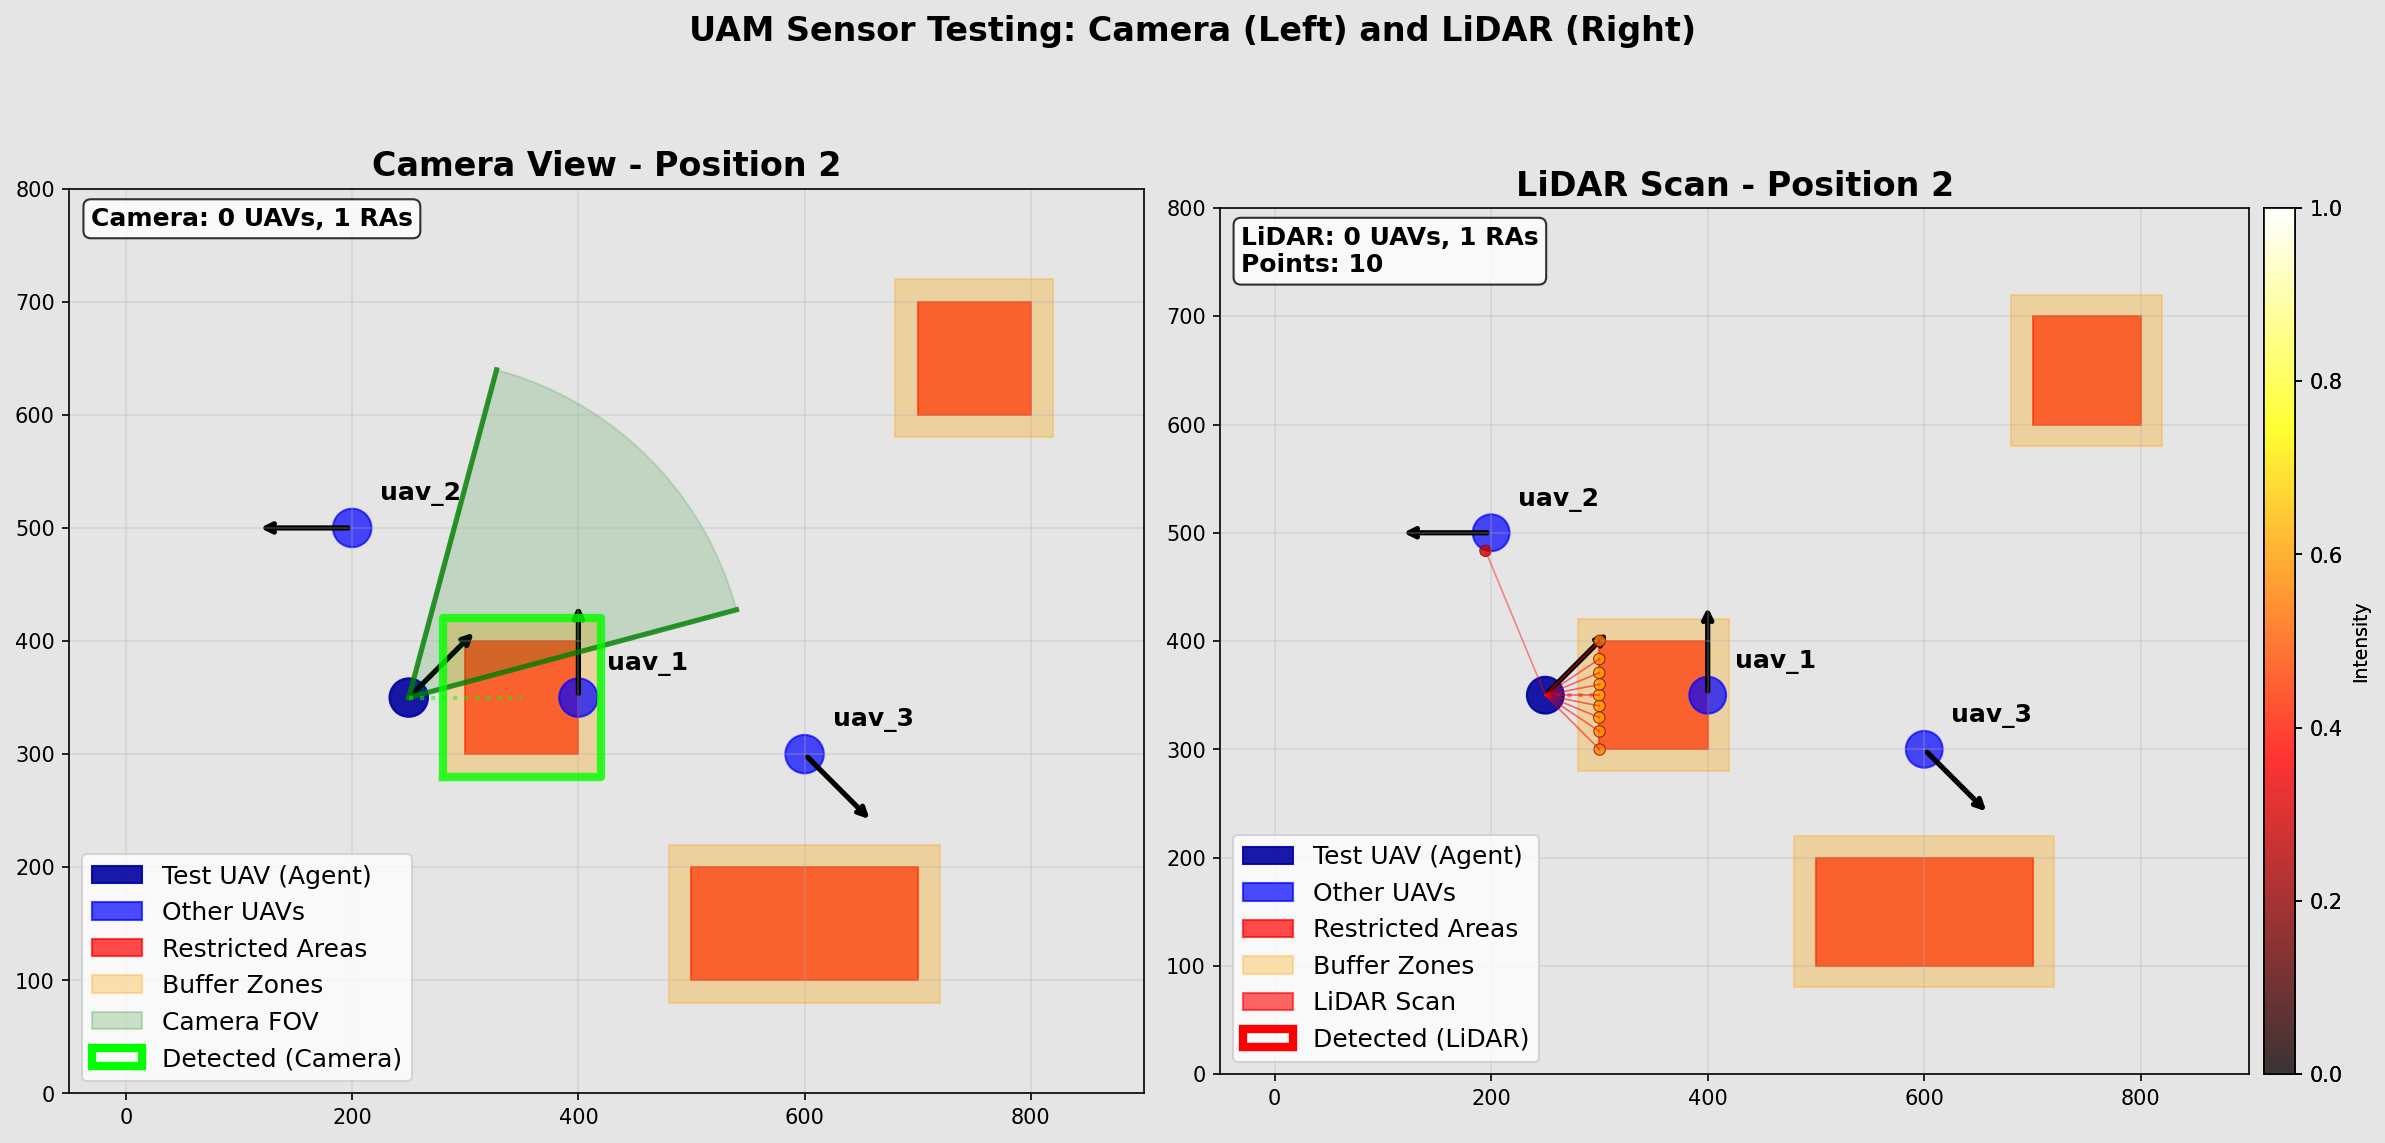 UAM Sensor Testing: Camera (Left) and LiDAR (Right)
Camera View - Position 2
Camera: 0 UAVs, 1 RAs
800
700
600
500
400
300
200
100
0
0
200
400
600
800
uav_2
uav_1
uav_3
Test UAV (Agent)
Other UAVs
Restricted Areas
Buffer Zones
Camera FOV
Detected (Camera)
LiDAR Scan - Position 2
LiDAR: 0 UAVs, 1 RAs
Points: 10
800
700
600
500
400
300
200
100
0
0
200
400
600
800
uav_2
uav_1
uav_3
Test UAV (Agent)
Other UAVs
Restricted Areas
Buffer Zones
LiDAR Scan
Detected (LiDAR)
1.0
0.8
0.6
0.4
0.2
0.0
Intensity